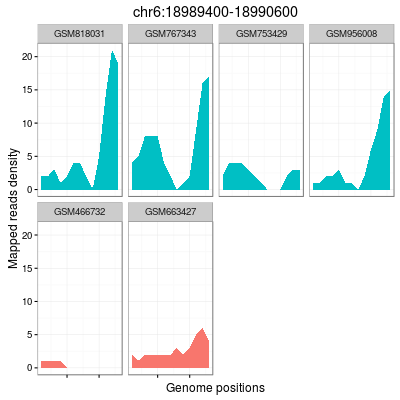 chr6:18989400-18990600
GSM818031 GSM767343 GSM753429 GSM956008
20
15
10
5
0
GSM466732 GSM663427
20
15
10
5
0
Mapped reads density
Genome positions